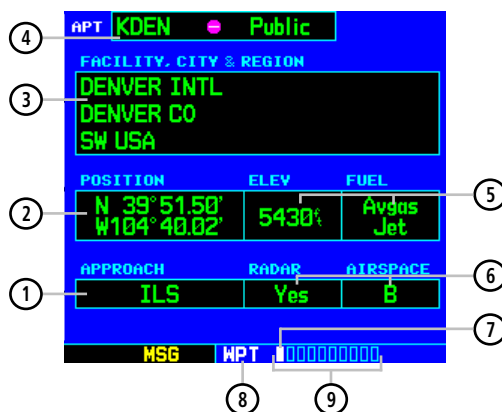 APT KDEN Public
4
FACILITY, CITY & REGION
DENVER INTL
DENVER CO
SW USA
3
POSITION ELEV FUEL
5
N 39°51.50'
W104°40.02'
5430ft
Avgas
Jet
2
APPROACH RADAR AIRSPACE
6
ILS Yes B
1
7
MSG WPT
8 9